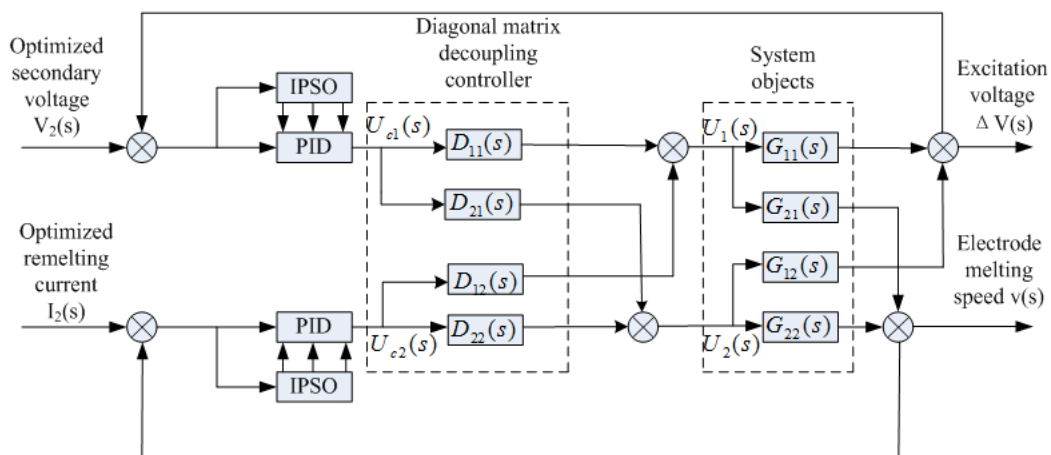 Optimized
secondary
voltage
V2(s)
IPSO
PID
Diagonal matrix
decoupling
controller
Uc1(s)
D11(s)
D21(s)
D12(s)
D22(s)
Uc2(s)
System
objects
U1(s)
G11(s)
G21(s)
G12(s)
G22(s)
U2(s)
Excitation
voltage
Δ V(s)
Optimized
remelting
current
I2(s)
PID
IPSO
Electrode
melting
speed v(s)